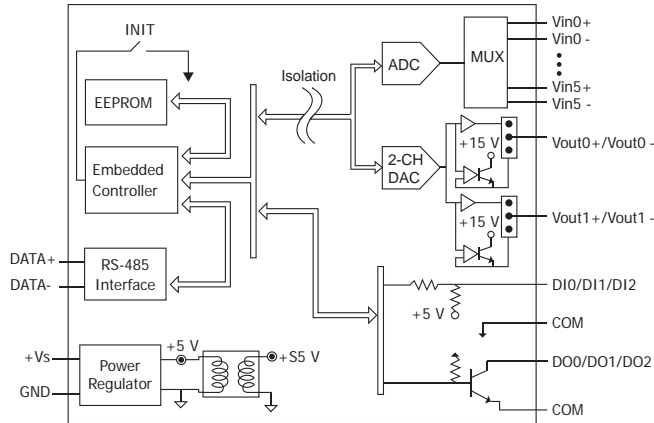 INIT
EEPROM
Embedded
Controller
DATA+
DATA-
RS-485
Interface
+Vs
GND
Power
Regulator
+5 V
+S5 V
Isolation
ADC
MUX
2-CH
DAC
+15 V
+15 V
+5 V
Vin0+
Vin0 -
Vin5+
Vin5 -
Vout0+/Vout0 -
Vout1+/Vout1 -
DI0/DI1/DI2
COM
DO0/DO1/DO2
COM